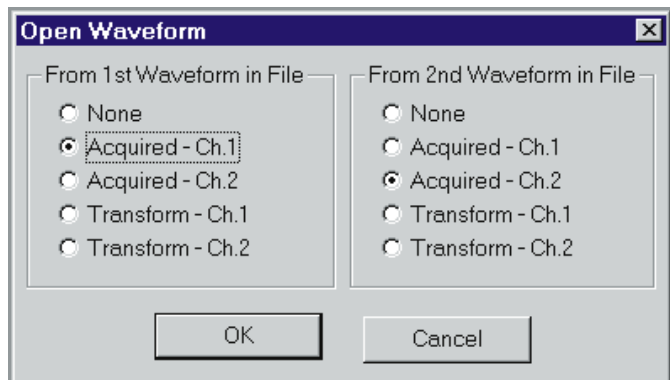 Open Waveform
From 1st Waveform in File
None
Acquired - Ch.1
Acquired - Ch.2
Transform - Ch.1
Transform - Ch.2
From 2nd Waveform in File
None
Acquired - Ch.1
Acquired - Ch.2
Transform - Ch.1
Transform - Ch.2
OK
Cancel